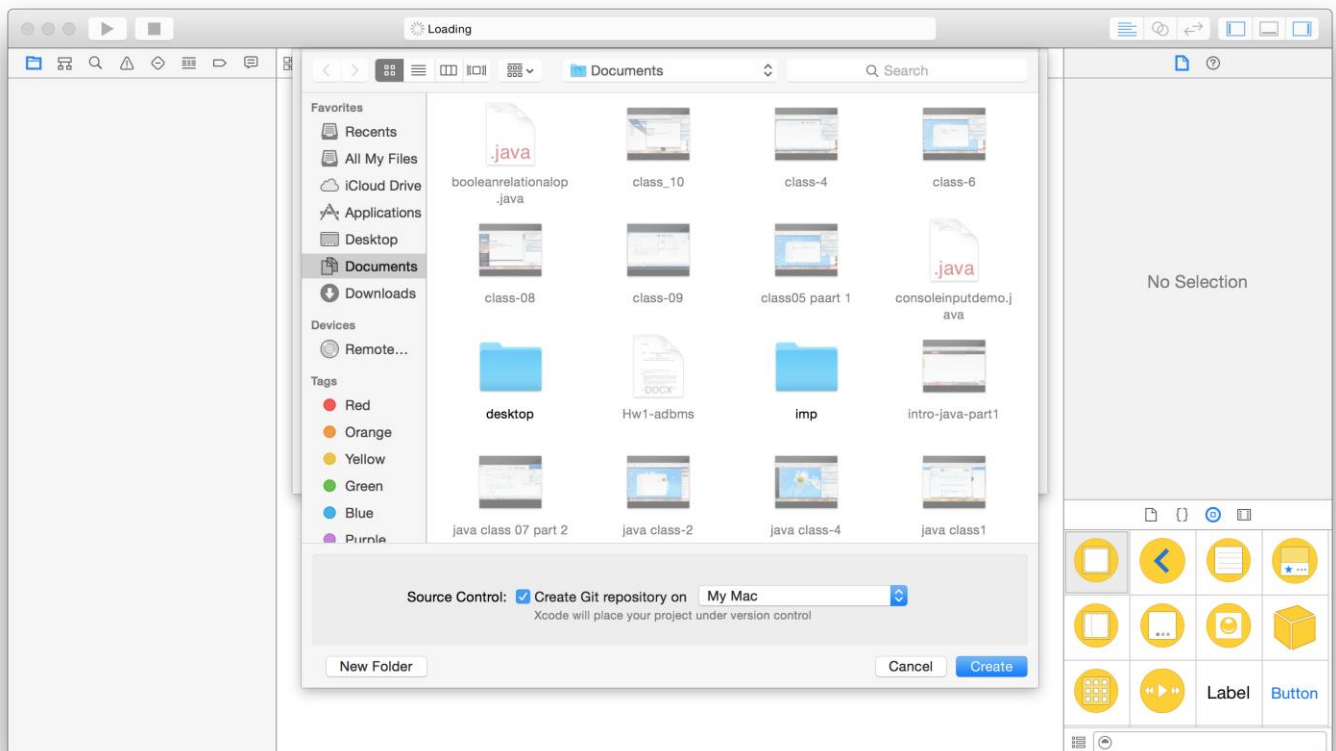 Loading
Documents
Search
Favorites
Recents
All My Files
iCloud Drive
Applications
Desktop
Documents
Downloads
Devices
Remote...
Tags
Red
Orange
Yellow
Green
Blue
Purple
.java
booleanrelationalop
.java
class_10
class-4
class-6
class-08
class-09
class05 paart 1
.java
consoleinputdemo.j
ava
desktop
DOCX
Hw1-adbms
imp
intro-java-part1
java class 07 part 2
java class-2
java class-4
java class1
Source Control: Create Git repository on My Mac
Xcode will place your project under version control
New Folder
Cancel
Create
No Selection
{}
Label
Button